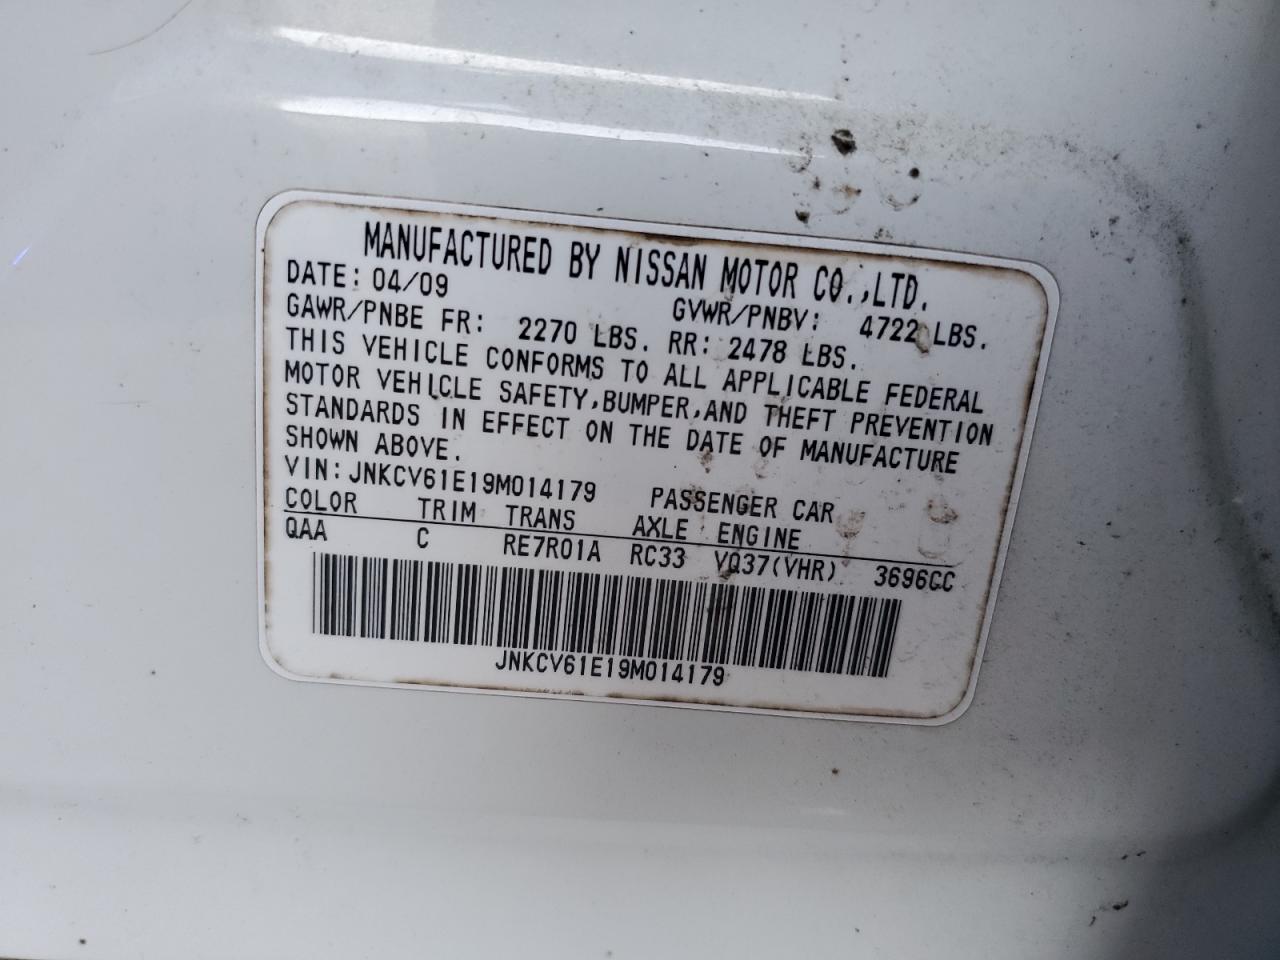 MANUFACTURED BY NISSAN MOTOR CO.,LTD.
DATE: 04/09
GVWR/PNBV: 4722 LBS.
GAWR/PNBE FR: 2270 LBS. RR: 2478 LBS.
THIS VEHICLE CONFORMS TO ALL APPLICABLE FEDERAL
MOTOR VEHICLE SAFETY,BUMPER,AND THEFT PREVENTION
STANDARDS IN EFFECT ON THE DATE OF MANUFACTURE
SHOWN ABOVE.
VIN:JNKCV61E19M014179 PASSENGER CAR
COLOR TRIM TRANS AXLE ENGINE
QAA C RE7R01A RC33 VQ37(VHR) 3696CC
JNKCV61E19M014179